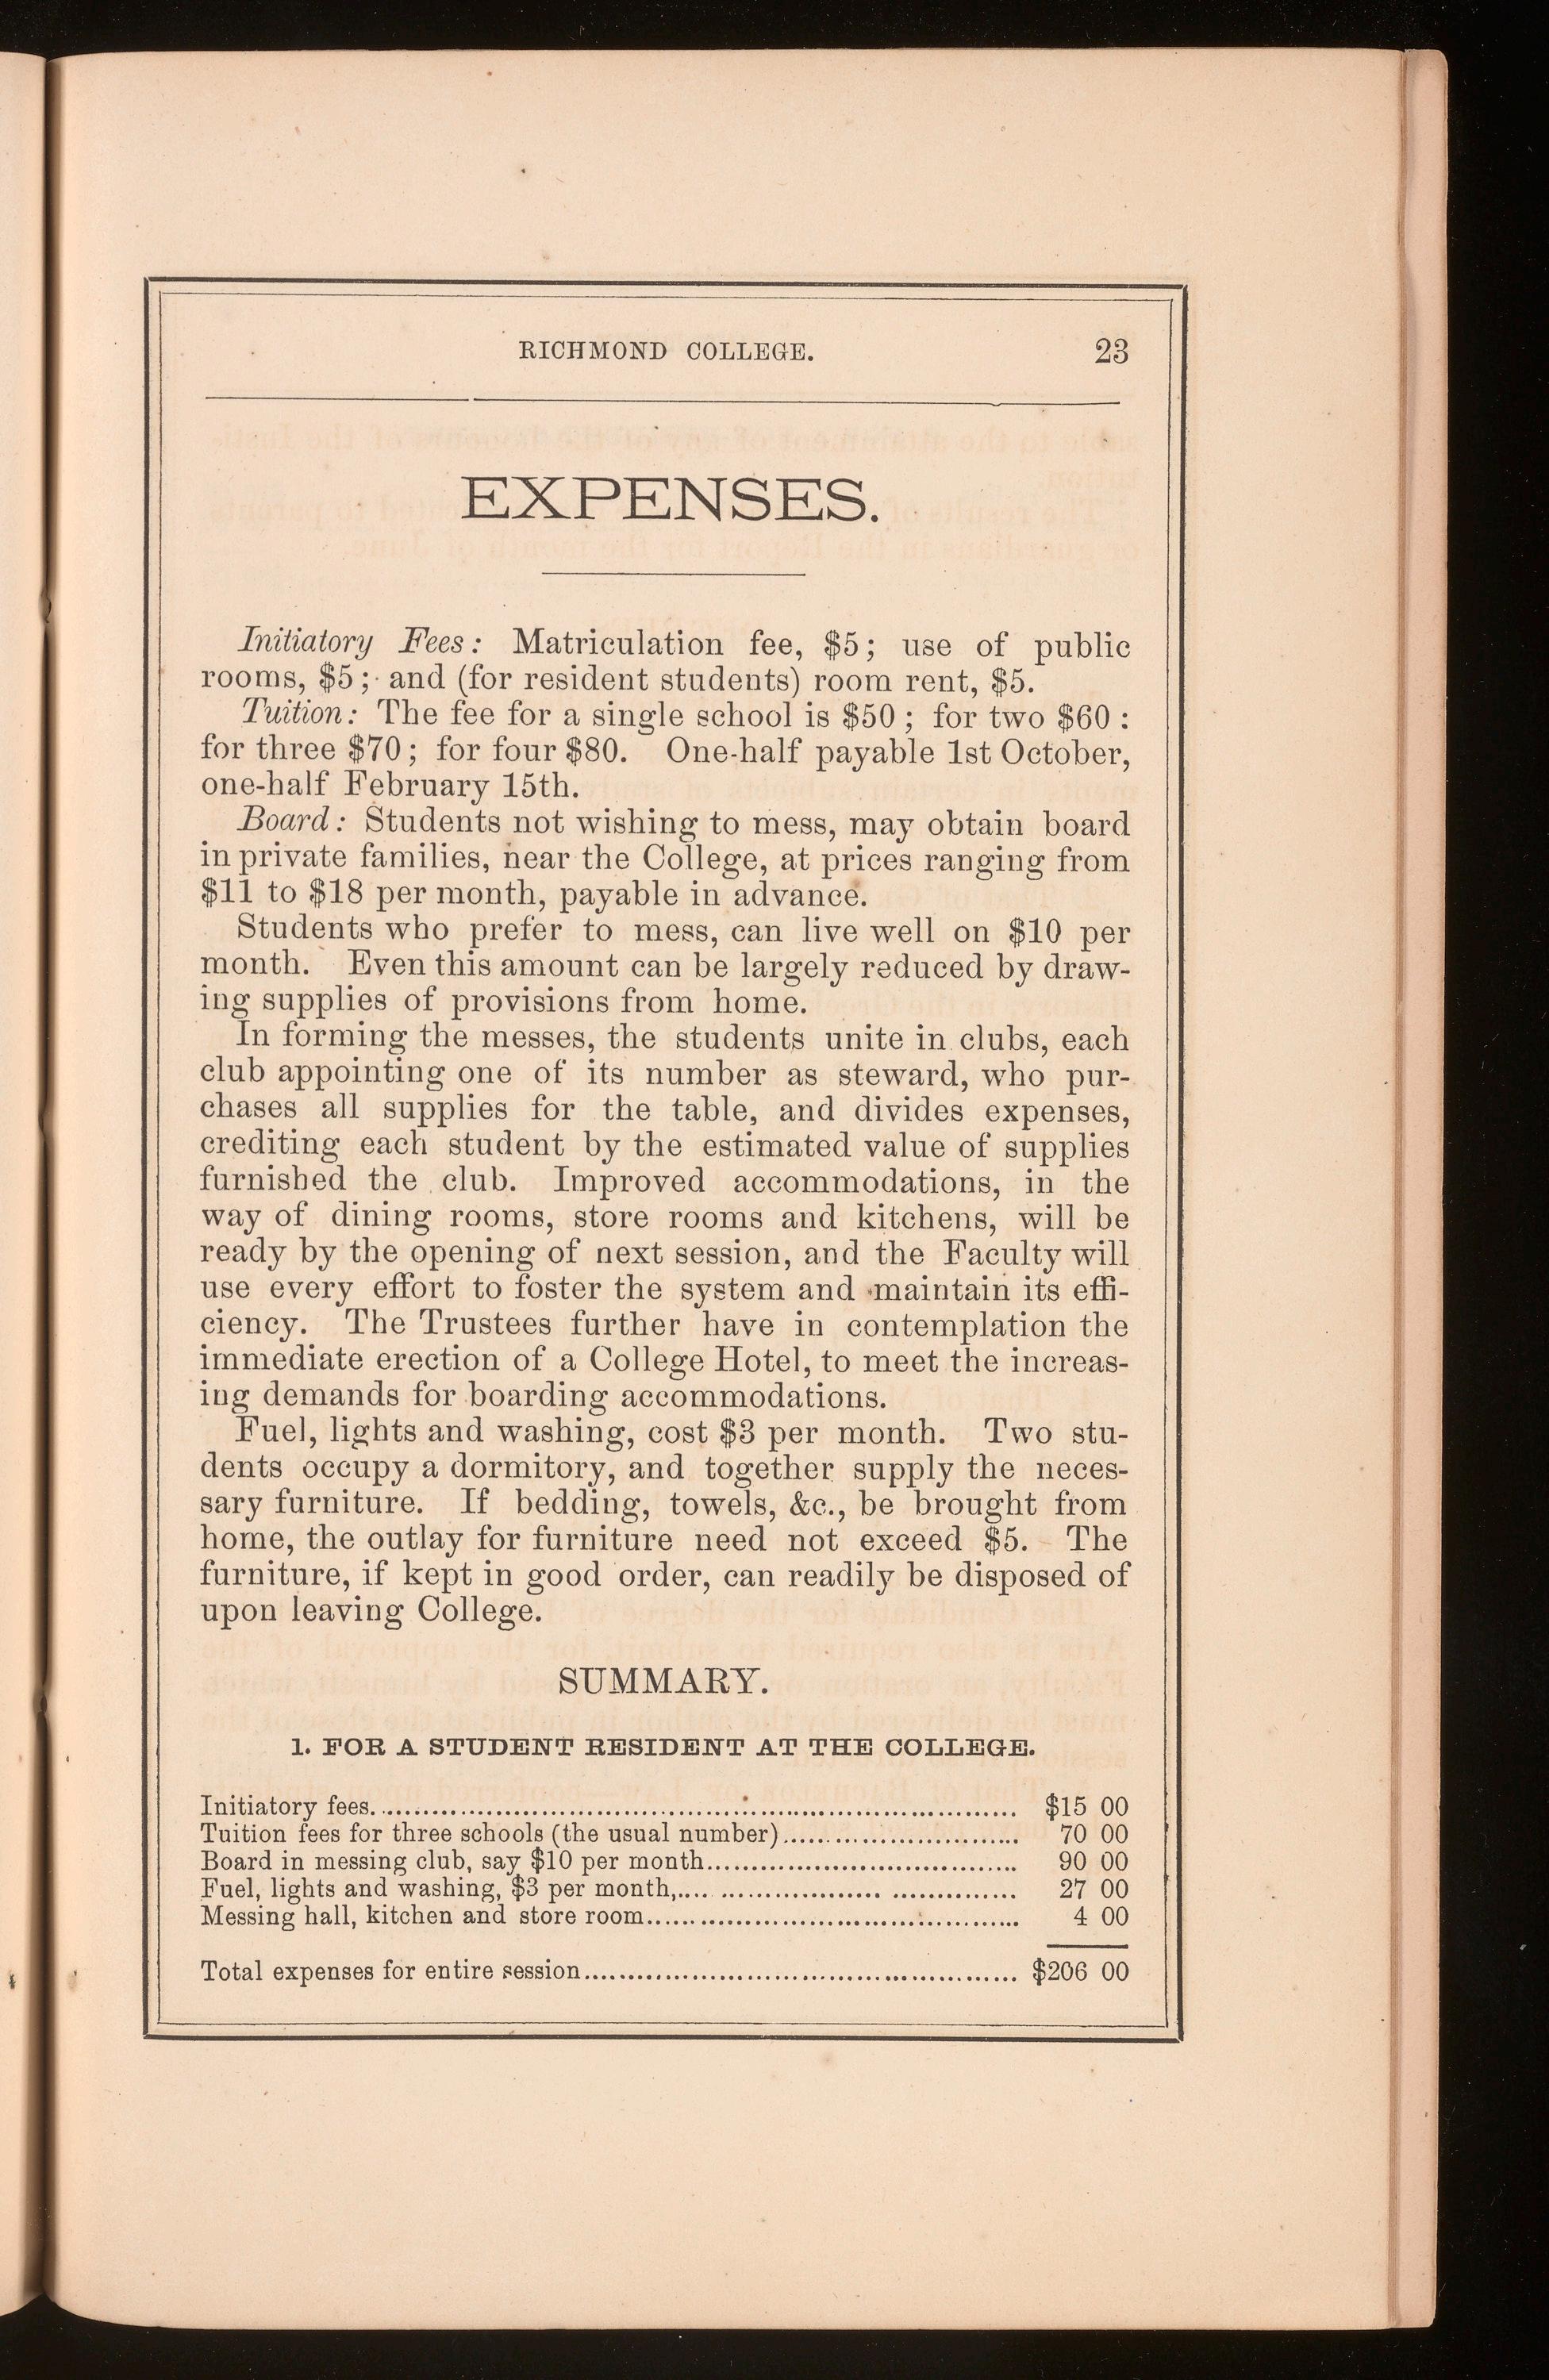 RICHMOND COLLEGE. 23
EXPENSES.
Initiatory Fees: Matriculation fee, $5; use of public
rooms, $5; and (for resident students) room rent, $5.
Tuition: The fee for a single school is $50; for two $60:
for three $70; for four $80. One-half payable 1st October,
one-half February 15th.
Board: Students not wishing to mess, may obtain board
in private families, near the College, at prices ranging from
$11 to $18 per month, payable in advance.
Students who prefer to mess, can live well on $10 per
month. Even this amount can be largely reduced by draw-
ing supplies of provisions from home.
In forming the messes, the students unite in clubs, each
club appointing one of its number as steward, who pur-
chases all supplies for the table, and divides expenses,
crediting each student by the estimated value of supplies
furnished the club. Improved accommodations, in the
way of dining rooms, store rooms and kitchens, will be
ready by the opening of next session, and the Faculty will
use every effort to foster the system and maintain its effi-
ciency. The Trustees further have in contemplation the
immediate erection of a College Hotel, to meet the increas-
ing demands for boarding accommodations.
Fuel, lights and washing, cost $3 per month. Two stu-
dents occupy a dormitory, and together supply the neces-
sary furniture. If bedding, towels, &c., be brought from
home, the outlay for furniture need not exceed $5. The
furniture, if kept in good order, can readily be disposed of
upon leaving College.
SUMMARY.
1. FOR A STUDENT RESIDENT AT THE COLLEGE.
Initiatory fees........ $15 00
Tuition fees for three schools (the usual number)........ 70 00
Board in messing club, say $10 per month........ 90 00
Fuel, lights and washing, $3 per month,........ 27 00
Messing hall, kitchen and store room........ 4 00
Total expenses for entire session........ $206 00